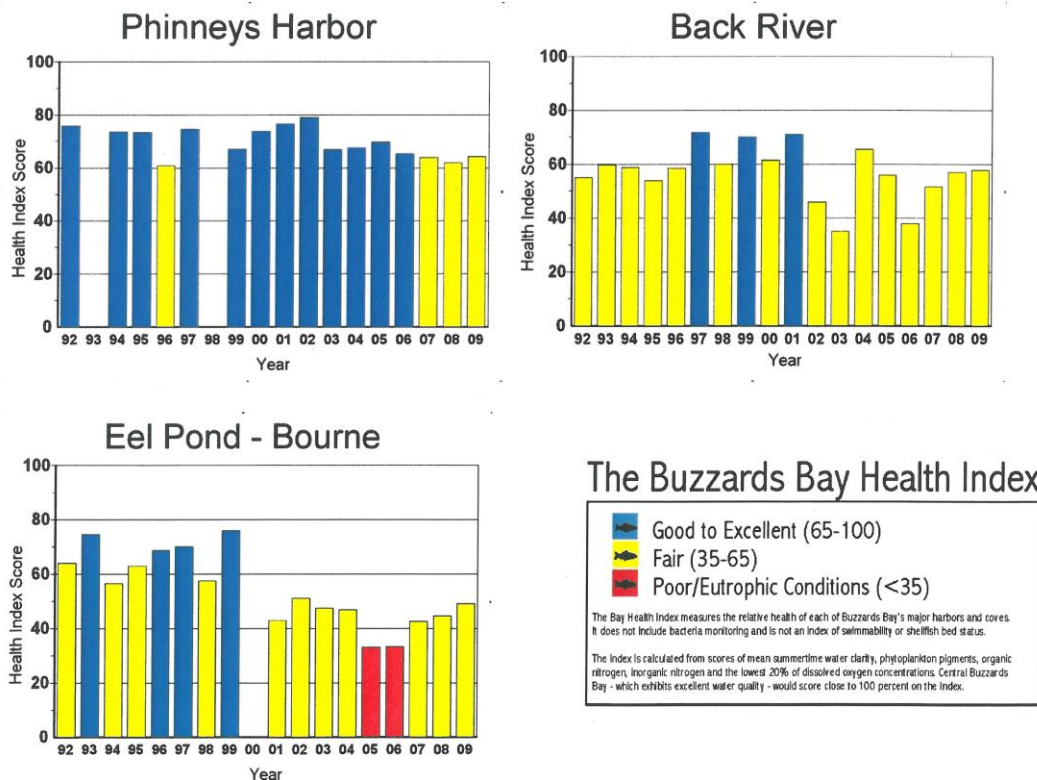 Phinneys Harbor
100
80
60
40
20
0
Health Index Score
92 93 94 95 96 97 98 99 00 01 02 03 04 05 06 07 08 09
Year
Back River
100
80
60
40
20
0
Health Index Score
92 93 94 95 96 97 98 99 00 01 02 03 04 05 06 07 08 09
Year
Eel Pond - Bourne
100
80
60
40
20
0
Health Index Score
92 93 94 95 96 97 98 99 00 01 02 03 04 05 06 07 08 09
Year
The Buzzards Bay Health Index
Good to Excellent (65-100)
Fair (35-65)
Poor/Eutrophic Conditions (<35)
The Bay Health Index measures the relative health of each of Buzzards Bay's major harbors and coves.
It does not include bacteria monitoring and is not an index of swimmability or shellfish bed status.
The Index is calculated from scores of mean summertime water clarity, phytoplankton pigments, organic
nitrogen, inorganic nitrogen and the lowest 20% of dissolved oxygen concentrations. Central Buzzards
Bay - which exhibits excellent water quality - would score close to 100 percent on the Index.